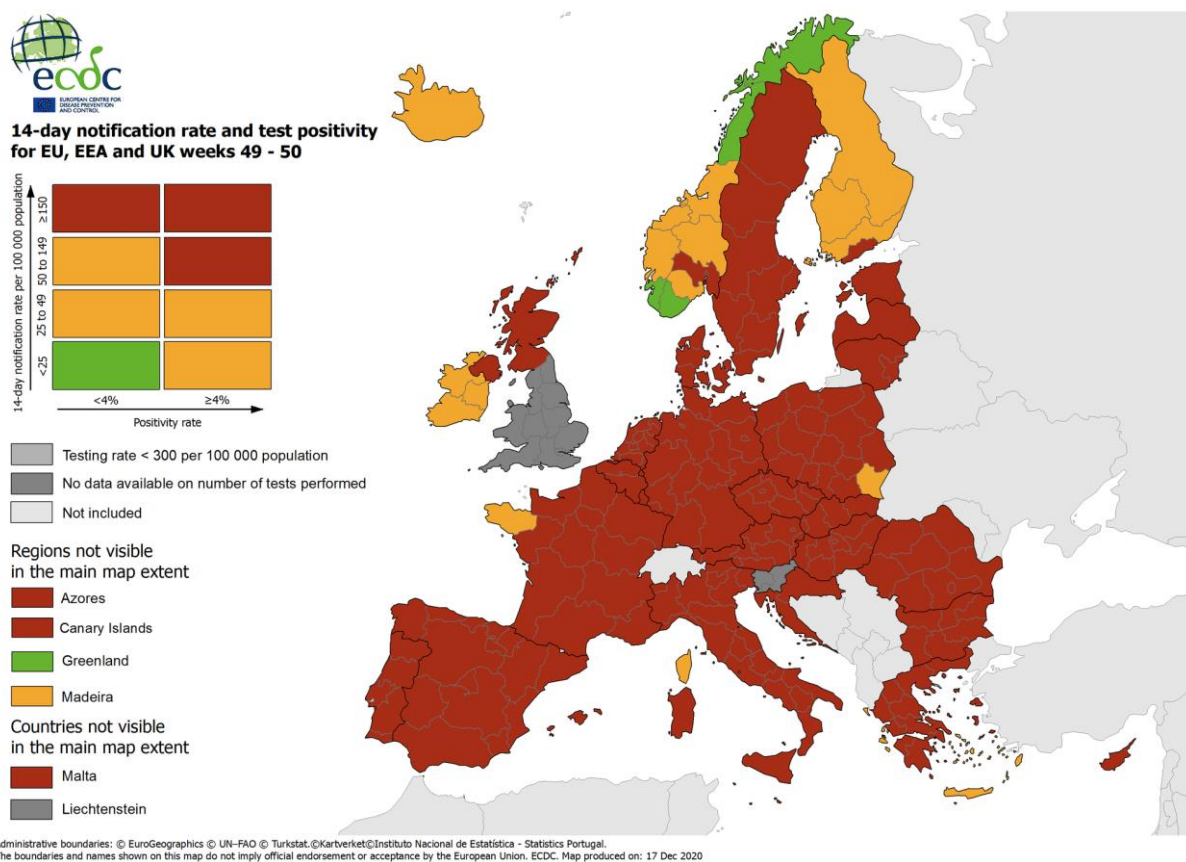 ecdc
EUROPEAN CENTRE FOR
DISEASE PREVENTION
AND CONTROL
14-day notification rate and test positivity
for EU, EEA and UK weeks 49 - 50
14-day notification rate per 100 000 population
≥150
50 to 149
25 to 49
<25
<4%
≥4%
Positivity rate
Testing rate < 300 per 100 000 population
No data available on number of tests performed
Not included
Regions not visible
in the main map extent
Azores
Canary Islands
Greenland
Madeira
Countries not visible
in the main map extent
Malta
Liechtenstein
dministrative boundaries: © EuroGeographics © UN–FAO © Turkstat.©Kartverket©Instituto Nacional de Estatística - Statistics Portugal.
he boundaries and names shown on this map do not imply official endorsement or acceptance by the European Union. ECDC. Map produced on: 17 Dec 2020